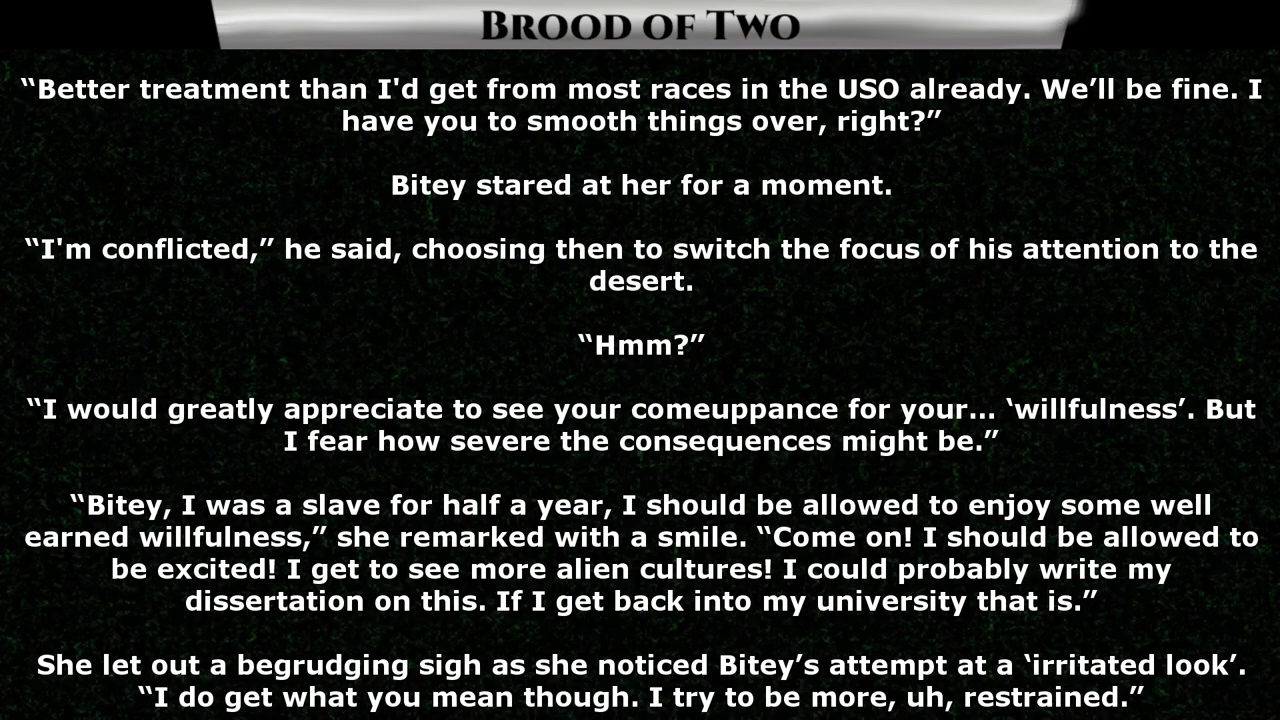 Brood of Two
“Better treatment than I'd get from most races in the USO already. We’ll be fine. I
have you to smooth things over, right?”
Bitey stared at her for a moment.
“I'm conflicted,” he said, choosing then to switch the focus of his attention to the
desert.
“Hmm?”
“I would greatly appreciate to see your comeuppance for your... ‘willfulness’. But
I fear how severe the consequences might be.”
“Bitey, I was a slave for half a year, I should be allowed to enjoy some well
earned willfulness,” she remarked with a smile. “Come on! I should be allowed to
be excited! I get to see more alien cultures! I could probably write my
dissertation on this. If I get back into my university that is.”
She let out a begrudging sigh as she noticed Bitey’s attempt at a ‘irritated look’.
“I do get what you mean though. I try to be more, uh, restrained.”